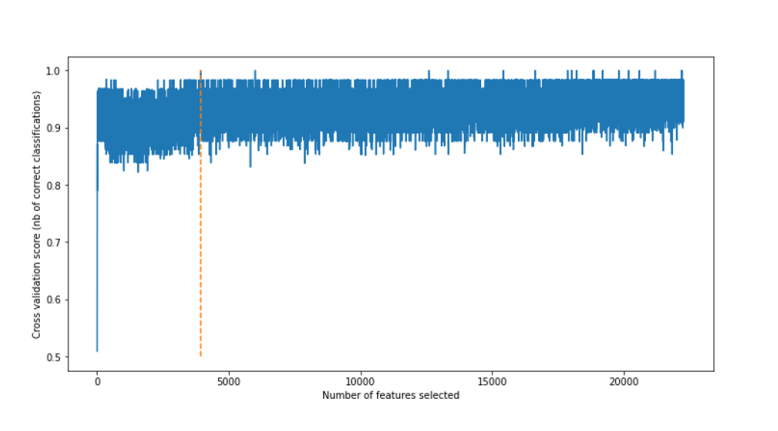 1.0
0.9
0.8
0.7
0.6
0.5
Cross validation score (nb of correct classifications)
0 5000 10000 15000 20000
Number of features selected